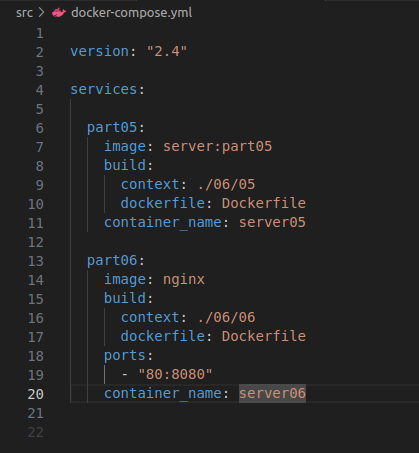 src > docker-compose.yml
1
2 version: "2.4"
3
4 services:
5
6   part05:
7     image: server:part05
8     build:
9       context: ./06/05
10       dockerfile: Dockerfile
11     container_name: server05
12
13   part06:
14     image: nginx
15     build:
16       context: ./06/06
17       dockerfile: Dockerfile
18     ports:
19       - "80:8080"
20     container_name: server06
21
22